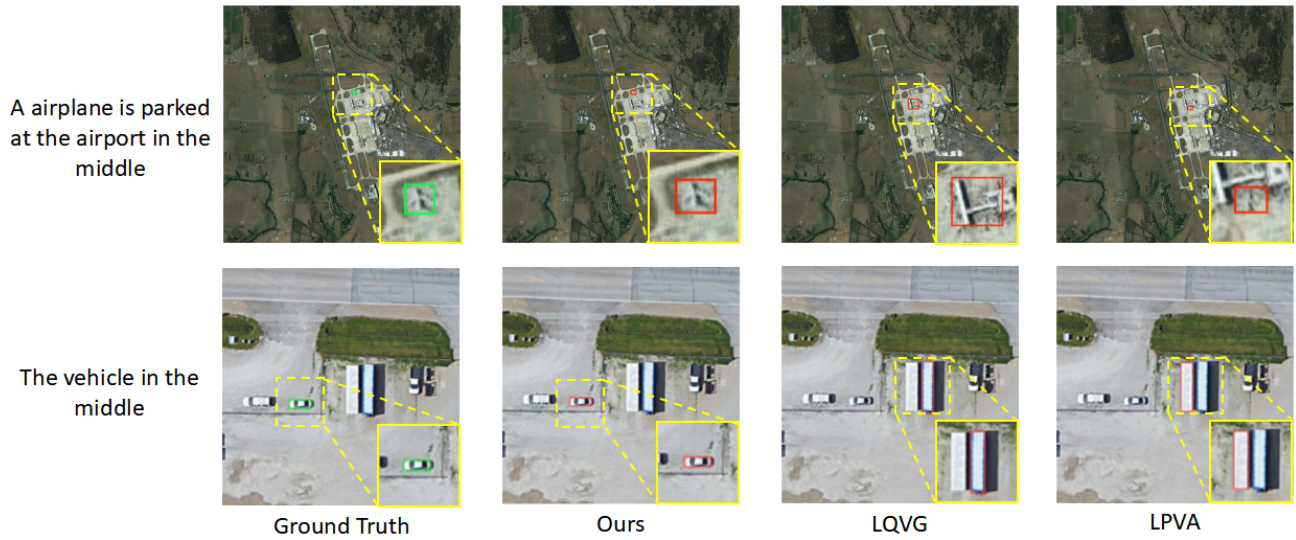 A airplane is parked
at the airport in the
middle
The vehicle in the
middle
Ground Truth
Ours
LQVG
LPVA